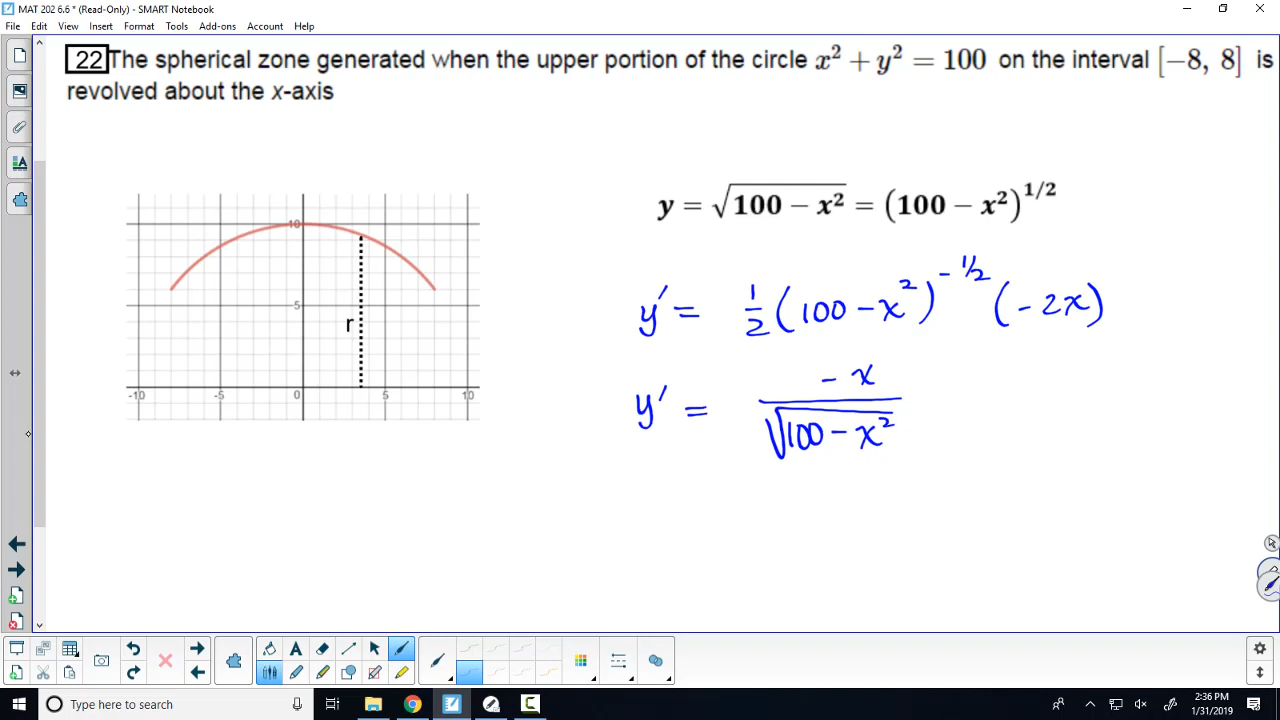 MAT 202 6.6 * (Read-Only) - SMART Notebook
File Edit View Insert Format Tools Add-ons Account Help
22 The spherical zone generated when the upper portion of the circle x² + y² = 100 on the interval [−8, 8] is
revolved about the x-axis
y = √(100 − x²) = (100 − x²)^1/2
y′ = 1/2 (100 − x²)^−1/2 (−2x)
y′ = −x / √(100 − x²)
10
5
r
-10 -5 0 5 10
Type here to search
2:36 PM
1/31/2019